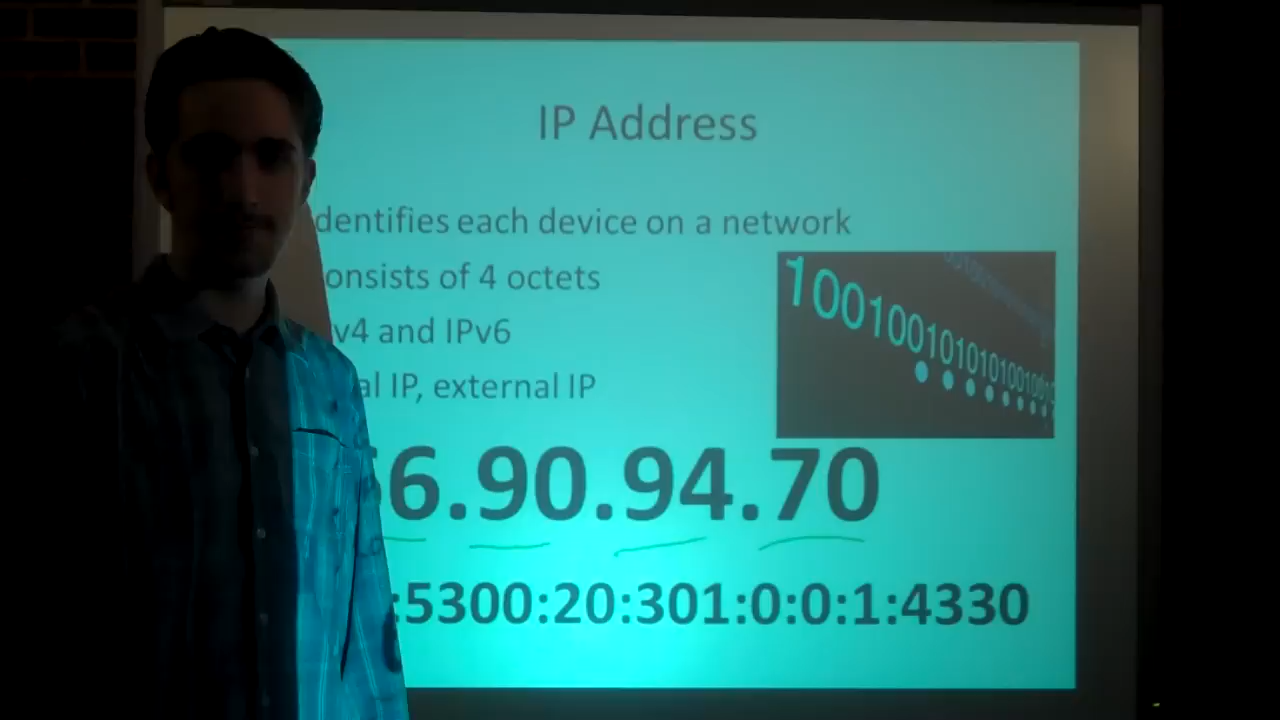 IP Address
dentifies each device on a network
onsists of 4 octets
v4 and IPv6
al IP, external IP
6.90.94.70
:5300:20:301:0:0:1:4330